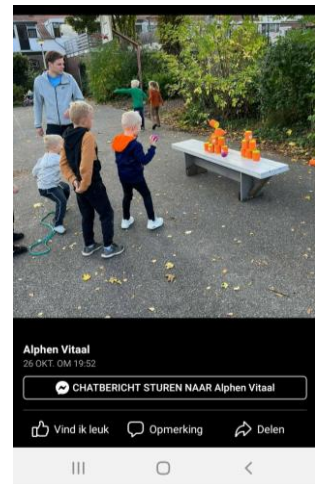 Alphen Vitaal
26 OKT. OM 19:52
CHATBERICHT STUREN NAAR Alphen Vitaal
Vind ik leuk Opmerking Delen